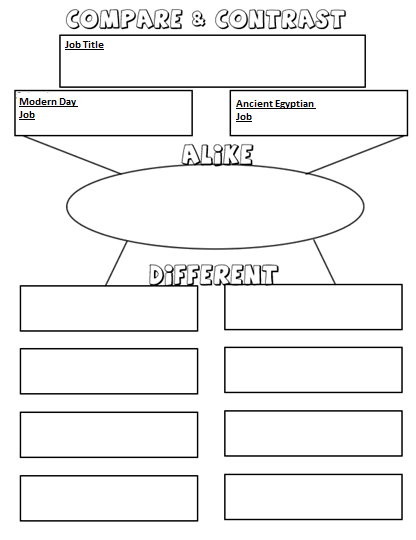 COMPARE & CONTRAST
Job Title
Modern Day
Job
Ancient Egyptian
Job
ALiKE
DiFFERENT